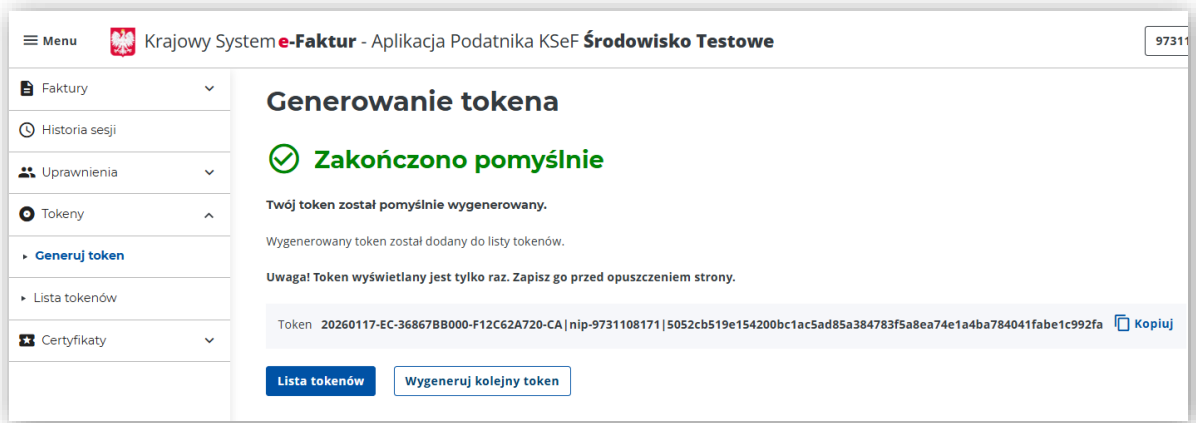 Menu
Krajowy System e-Faktur - Aplikacja Podatnika KSeF Środowisko Testowe
97311
Faktury
Historia sesji
Uprawnienia
Tokeny
Generuj token
Lista tokenów
Certyfikaty
Generowanie tokena
Zakończono pomyślnie
Twój token został pomyślnie wygenerowany.
Wygenerowany token został dodany do listy tokenów.
Uwaga! Token wyświetlany jest tylko raz. Zapisz go przed opuszczeniem strony.
Token 20260117-EC-36867BB000-F12C62A720-CA|nip-9731108171|5052cb519e154200bc1ac5ad85a384783f5a8ea74e1a4ba784041fabe1c992fa Kopiuj
Lista tokenów
Wygeneruj kolejny token